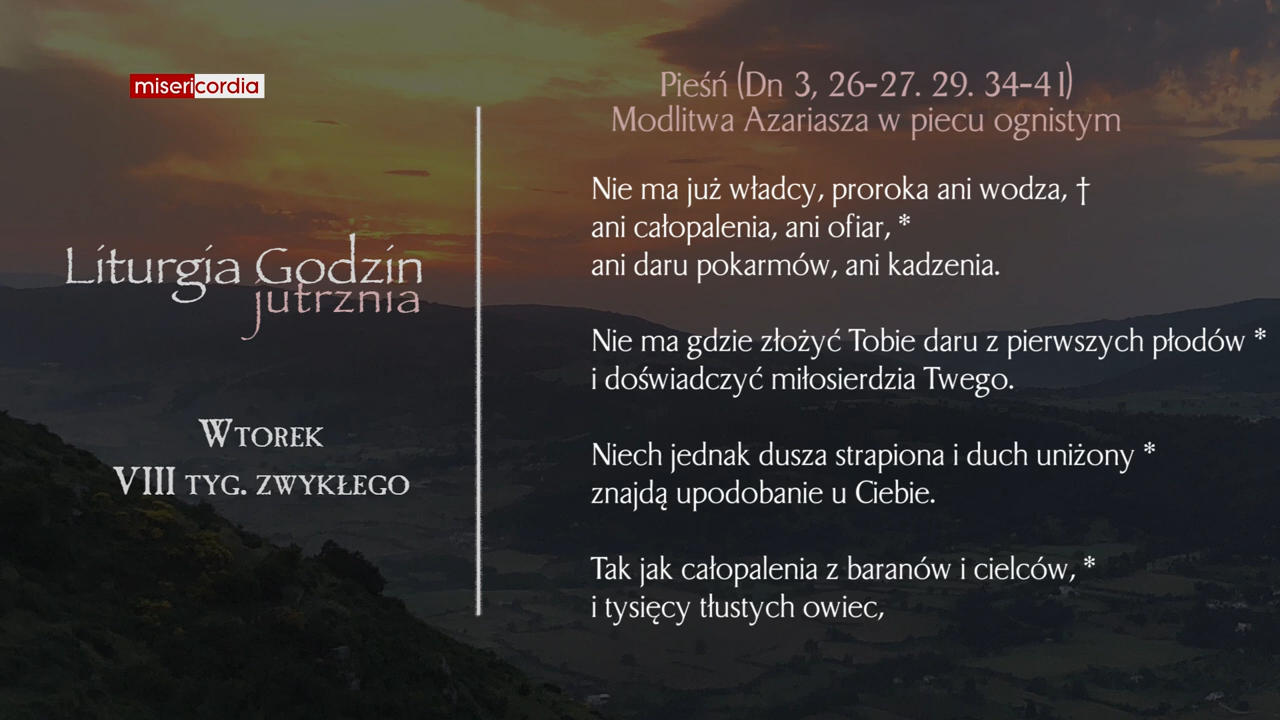 misericordia
Liturgia Godzin
jutrznia
Wtorek
VIII tyg. zwykłego
Pieśń (Dn 3, 26-27. 29. 34-41)
Modlitwa Azariasza w piecu ognistym
Nie ma już władcy, proroka ani wodza, †
ani całopalenia, ani ofiar, *
ani daru pokarmów, ani kadzenia.
Nie ma gdzie złożyć Tobie daru z pierwszych płodów *
i doświadczyć miłosierdzia Twego.
Niech jednak dusza strapiona i duch uniżony *
znajdą upodobanie u Ciebie.
Tak jak całopalenia z baranów i cielców, *
i tysięcy tłustych owiec,